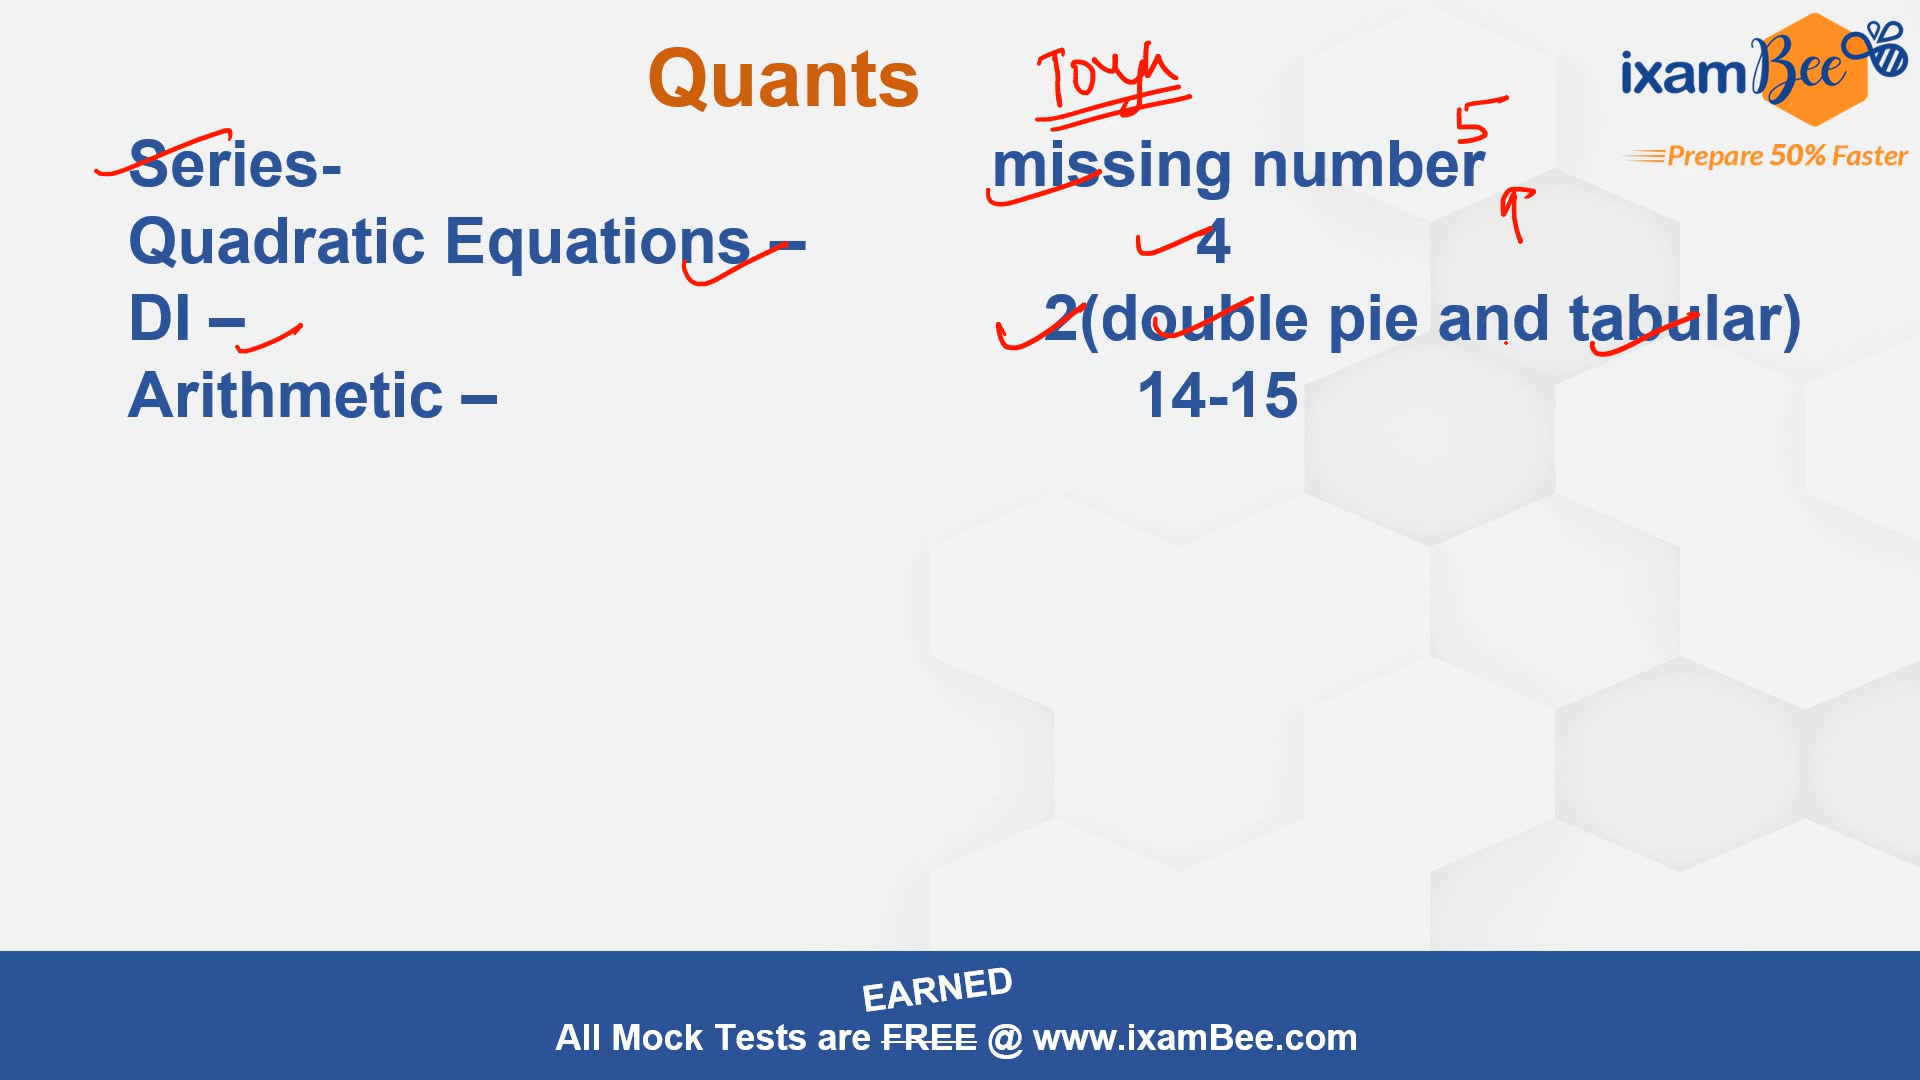 Quants
Tough
ixamBee
Prepare 50% Faster
5
Series- missing number
Quadratic Equations – 4
DI – 2(double pie and tabular)
Arithmetic – 14-15
EARNED
All Mock Tests are FREE @ www.ixamBee.com